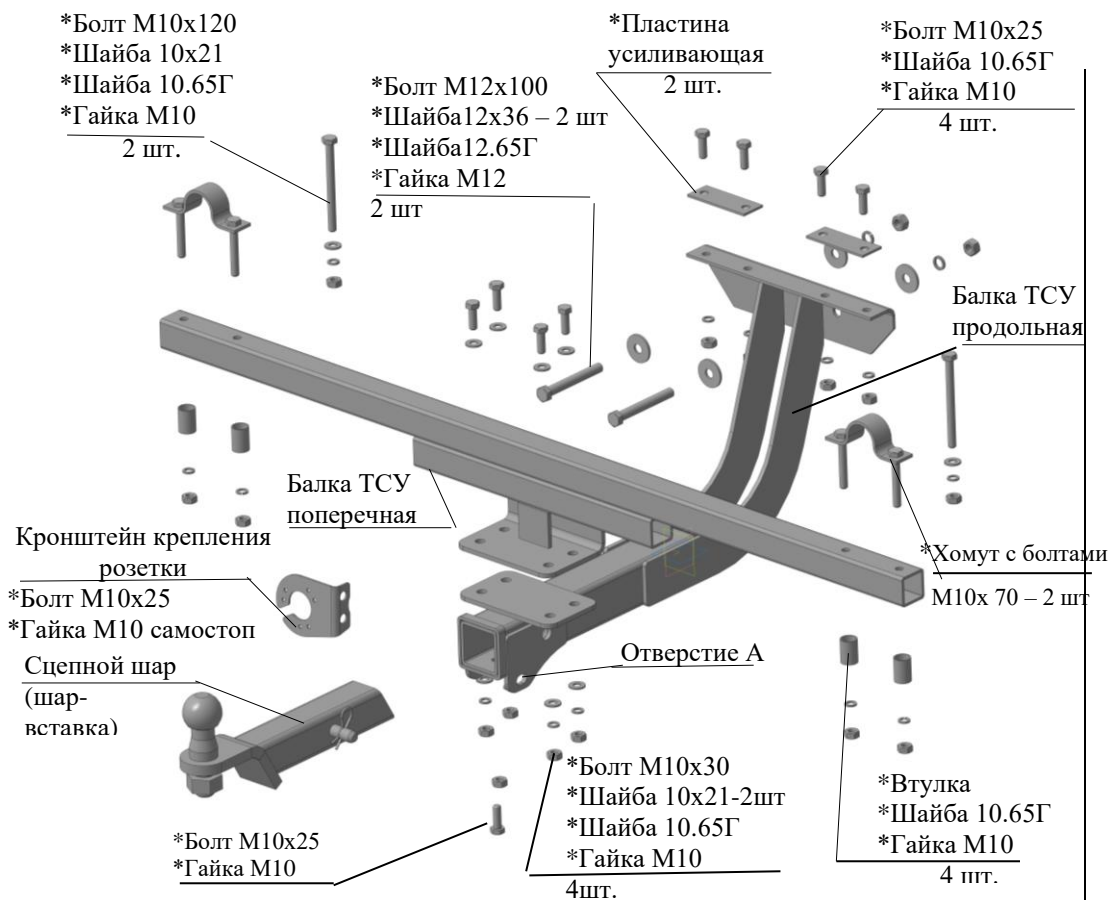 *Болт М10х120
*Шайба 10х21
*Шайба 10.65Г
*Гайка М10
2 шт.
*Болт М12х100
*Шайба12х36 – 2 шт
*Шайба12.65Г
*Гайка М12
2 шт
*Пластина
усиливающая
2 шт.
*Болт М10х25
*Шайба 10.65Г
*Гайка М10
4 шт.
Балка ТСУ
продольная
Балка ТСУ
поперечная
Кронштейн крепления
розетки
*Болт М10х25
*Гайка М10 самостоп
Сцепной шар
(шар-
вставка)
*Хомут с болтами
М10х 70 – 2 шт
Отверстие А
*Болт М10х25
*Гайка М10
*Болт М10х30
*Шайба 10х21-2шт
*Шайба 10.65Г
*Гайка М10
4шт.
*Втулка
*Шайба 10.65Г
*Гайка М10
4 шт.